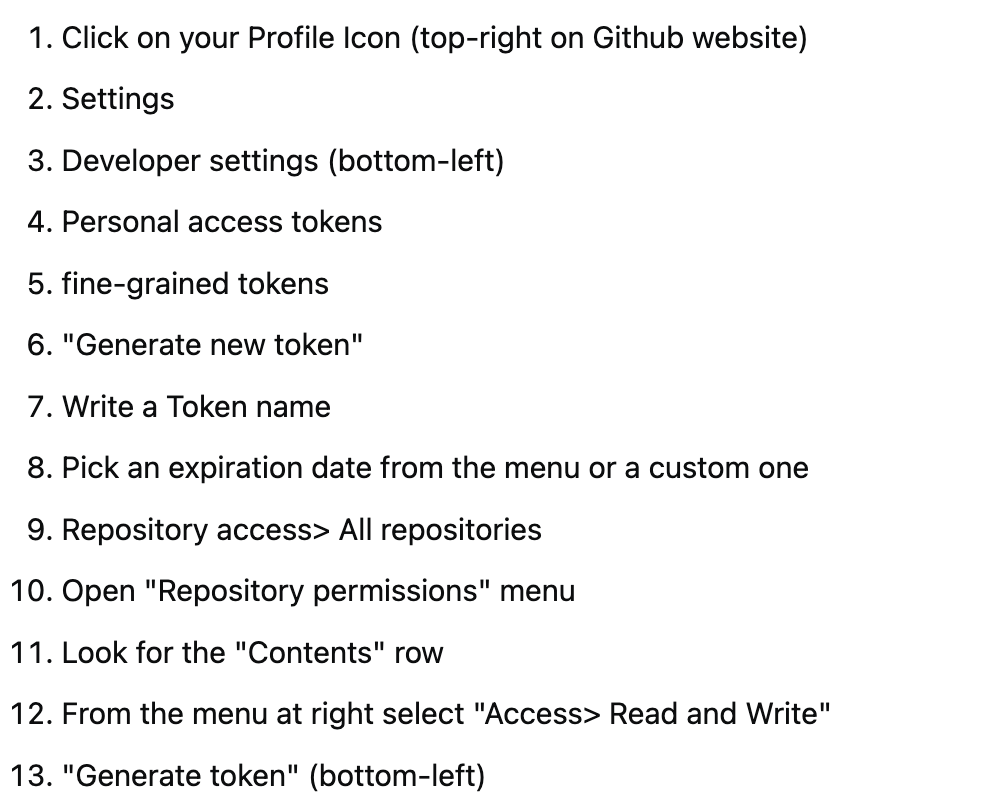 1. Click on your Profile Icon (top-right on Github website)
2. Settings
3. Developer settings (bottom-left)
4. Personal access tokens
5. fine-grained tokens
6. "Generate new token"
7. Write a Token name
8. Pick an expiration date from the menu or a custom one
9. Repository access> All repositories
10. Open "Repository permissions" menu
11. Look for the "Contents" row
12. From the menu at right select "Access> Read and Write"
13. "Generate token" (bottom-left)